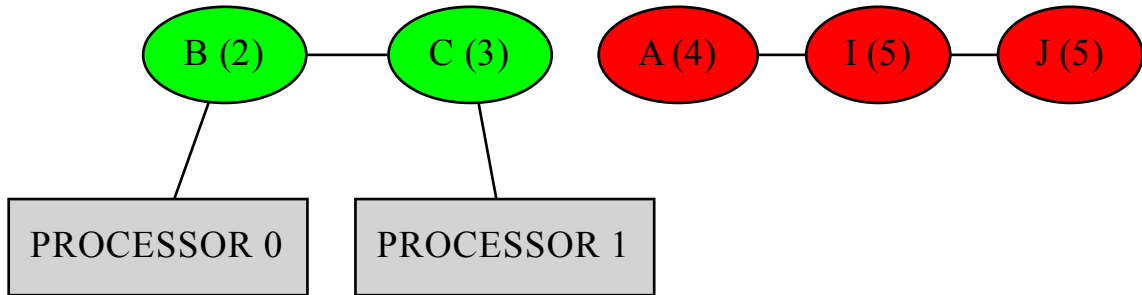 B (2)
C (3)
A (4)
I (5)
J (5)
PROCESSOR 0
PROCESSOR 1